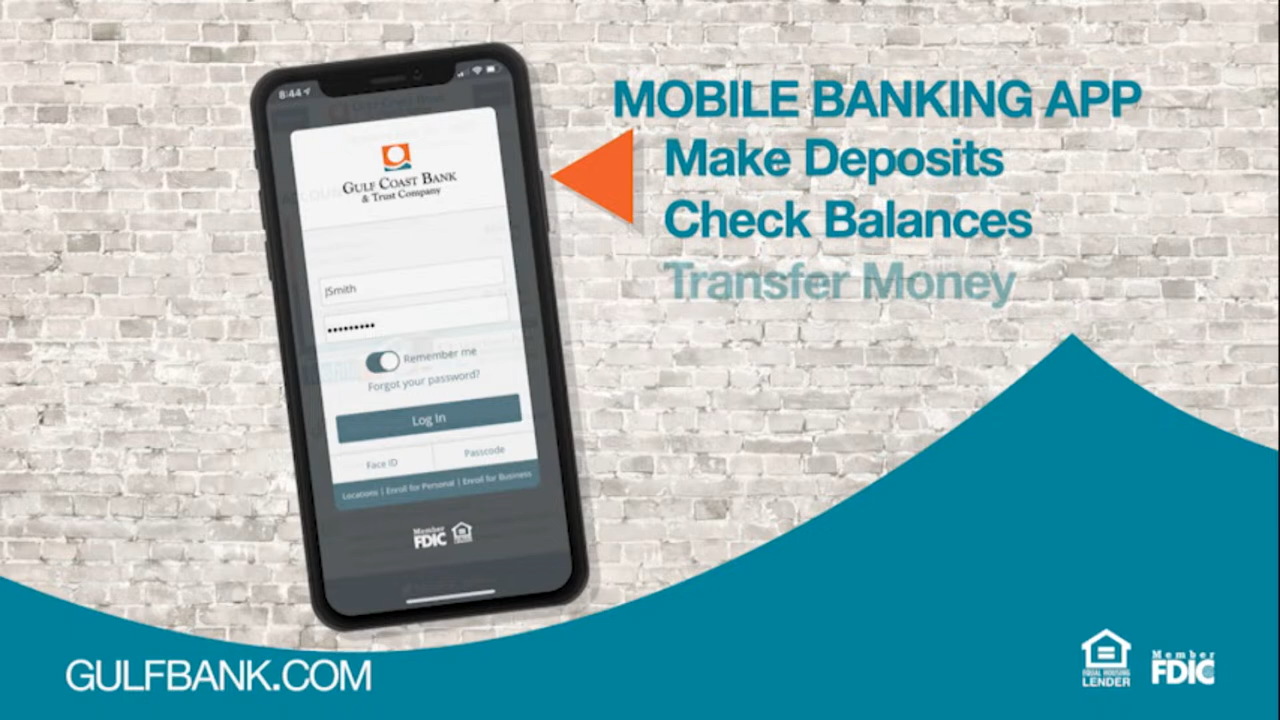 8:44
GULF COAST BANK
& Trust Company
JSmith
Remember me
Forgot your password?
Log In
Face ID
Passcode
Locations | Enroll for Personal | Enroll for Business
Member
FDIC
MOBILE BANKING APP
Make Deposits
Check Balances
Transfer Money
GULFBANK.COM
EQUAL HOUSING
LENDER
Member
FDIC